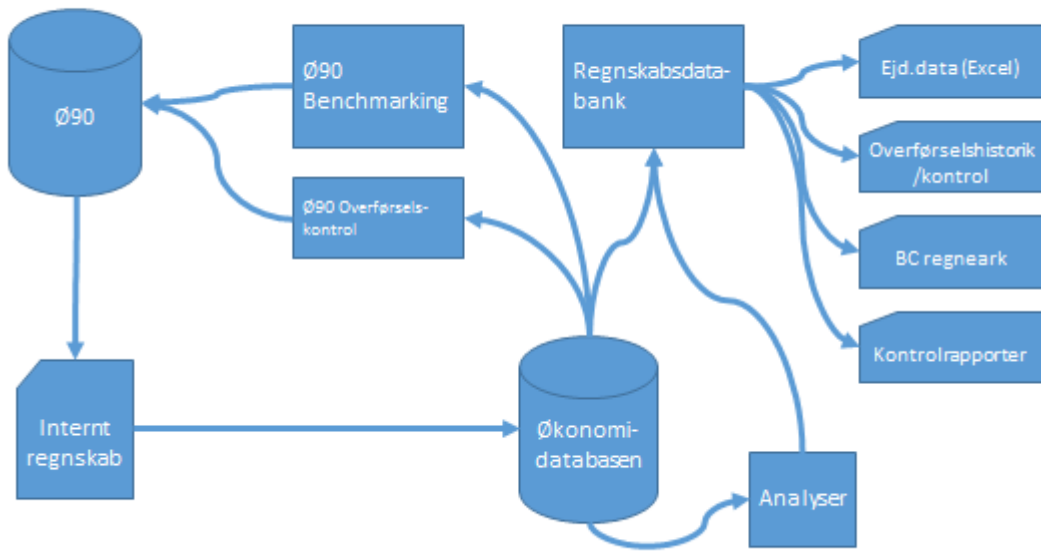 Ø90
Ø90
Benchmarking
Ø90 Overførsels-
kontrol
Regnskabsdata-
bank
Ejd.data (Excel)
Overførselshistorik
/kontrol
BC regneark
Kontrolrapporter
Internt
regnskab
Økonomi-
databasen
Analyser